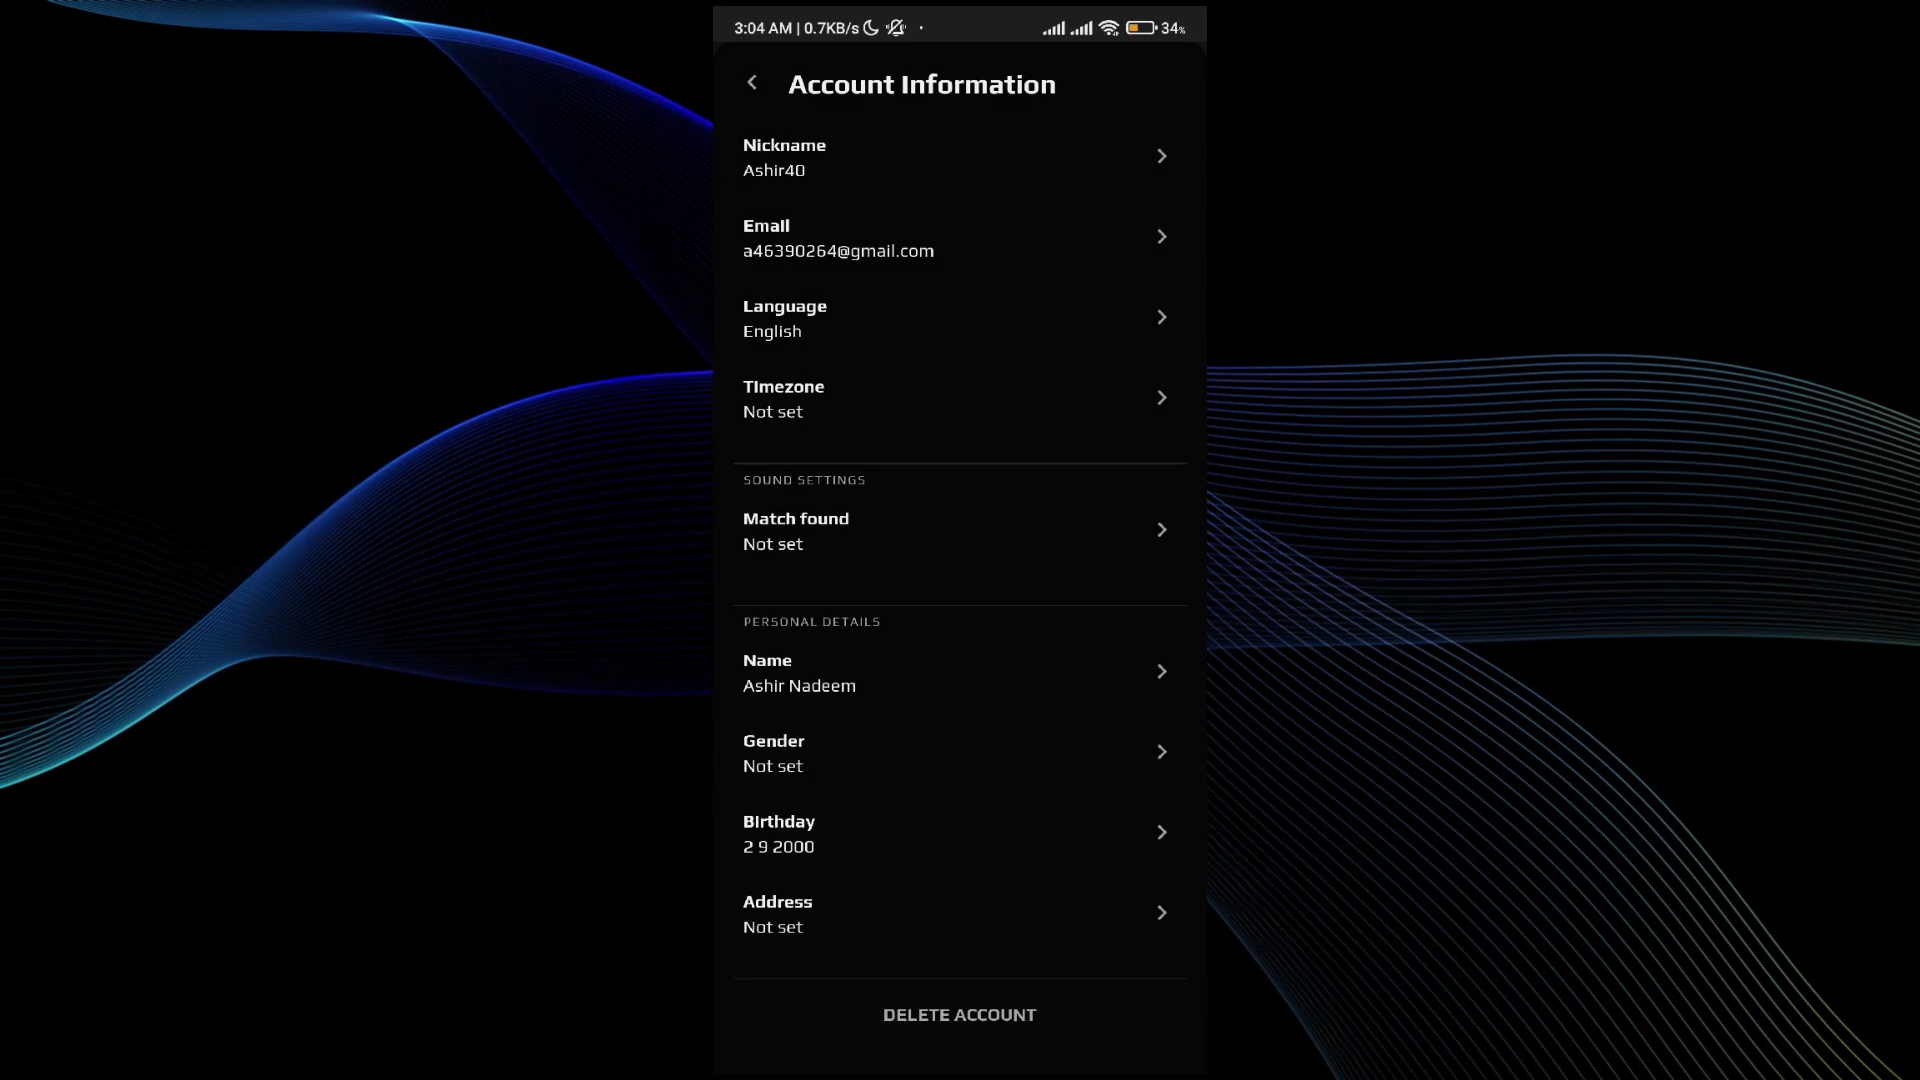 3:04 AM | 0.7KB/s 34%
Account Information
Nickname
Ashir40
Email
a46390264@gmail.com
Language
English
Timezone
Not set
SOUND SETTINGS
Match found
Not set
PERSONAL DETAILS
Name
Ashir Nadeem
Gender
Not set
Birthday
2 9 2000
Address
Not set
DELETE ACCOUNT